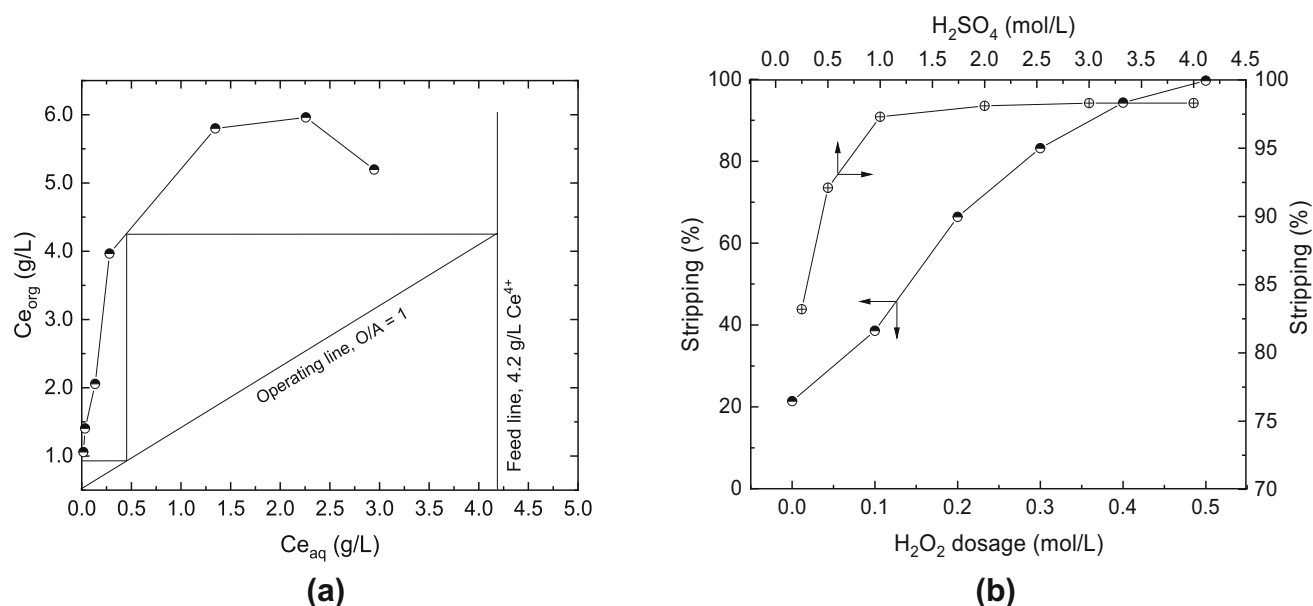 6.0
5.0
4.0
3.0
2.0
1.0
Ce_org (g/L)
0.0 0.5 1.0 1.5 2.0 2.5 3.0 3.5 4.0 4.5 5.0
Ce_aq (g/L)
Operating line, O/A = 1
Feed line, 4.2 g/L Ce⁴⁺
(a)
H₂SO₄ (mol/L)
0.0 0.5 1.0 1.5 2.0 2.5 3.0 3.5 4.0 4.5
100
80
60
40
20
0
Stripping (%)
100
95
90
85
80
75
70
Stripping (%)
0.0 0.1 0.2 0.3 0.4 0.5
H₂O₂ dosage (mol/L)
(b)